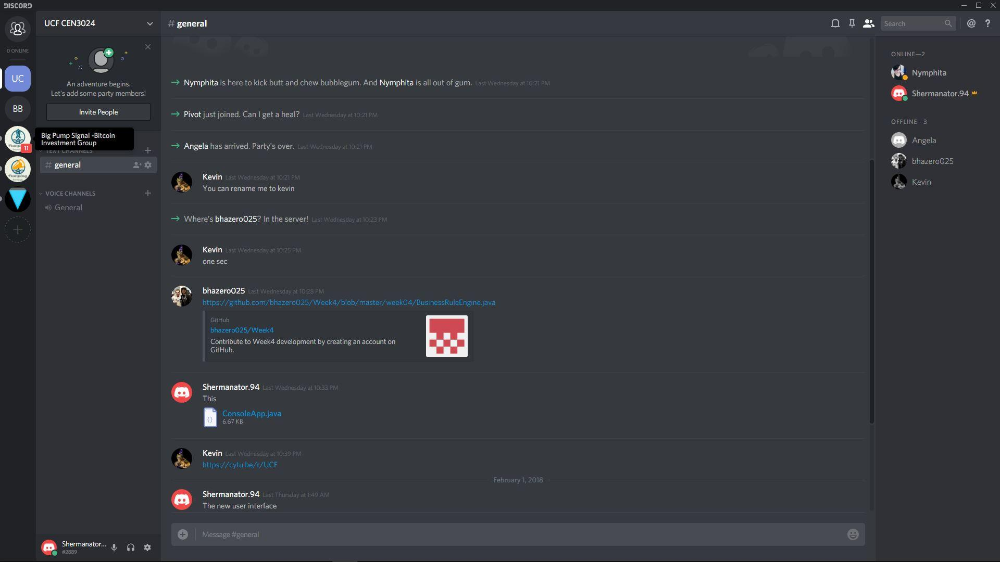 DISCORD
UCF CEN3024
# general
Search
@
?
0 ONLINE
UC
BB
11
An adventure begins.
Let's add some party members!
Invite People
Big Pump Signal -Bitcoin
Investment Group
TEXT CHANNELS
# general
VOICE CHANNELS
General
Nymphita is here to kick butt and chew bubblegum. And Nymphita is all out of gum. Last Wednesday at 10:21 PM
Pivot just joined. Can I get a heal? Last Wednesday at 10:21 PM
Angela has arrived. Party's over. Last Wednesday at 10:21 PM
Kevin Last Wednesday at 10:21 PM
You can rename me to kevin
Where's bhazero025? In the server! Last Wednesday at 10:23 PM
Kevin Last Wednesday at 10:25 PM
one sec
bhazero025 Last Wednesday at 10:28 PM
https://github.com/bhazero025/Week4/blob/master/week04/BusinessRuleEngine.java
GitHub
bhazero025/Week4
Contribute to Week4 development by creating an account on
GitHub.
Shermanator.94 Last Wednesday at 10:33 PM
This
{}
ConsoleApp.java
6.67 KB
Kevin Last Wednesday at 10:39 PM
https://cytu.be/r/UCF
February 1, 2018
Shermanator.94 Last Thursday at 1:49 AM
The new user interface
Message #general
Shermanator...
#2889
ONLINE—2
Nymphita
Shermanator.94
OFFLINE—3
Angela
bhazero025
Kevin